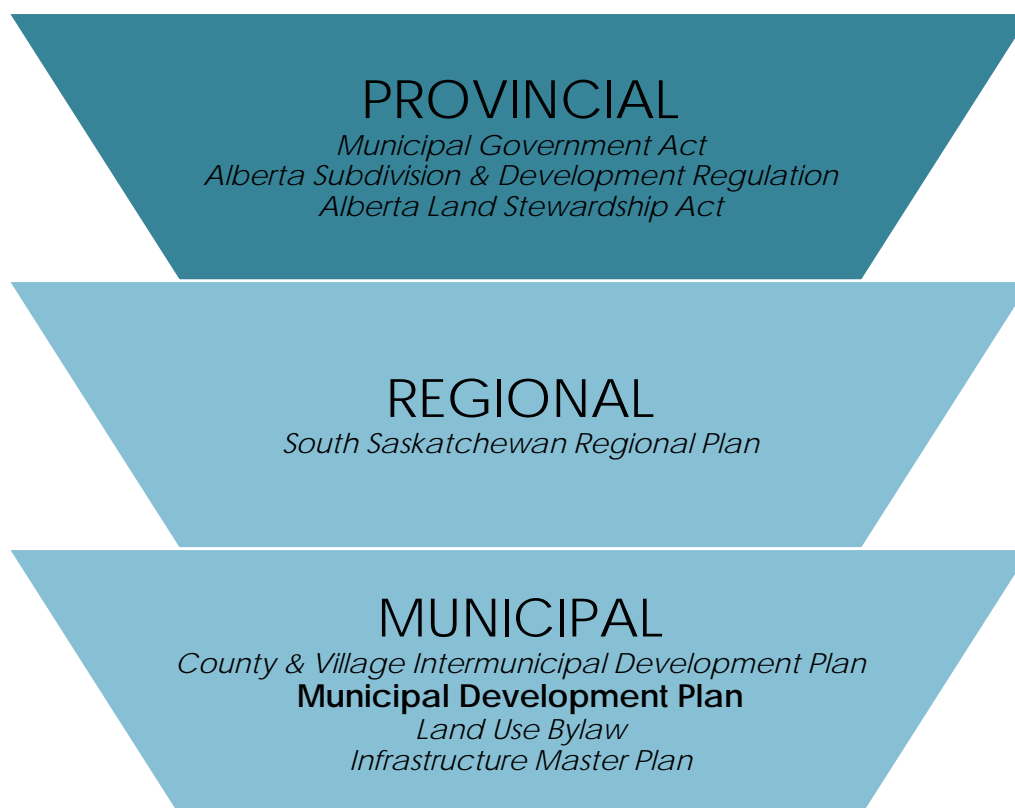 PROVINCIAL
Municipal Government Act
Alberta Subdivision & Development Regulation
Alberta Land Stewardship Act
REGIONAL
South Saskatchewan Regional Plan
MUNICIPAL
County & Village Intermunicipal Development Plan
Municipal Development Plan
Land Use Bylaw
Infrastructure Master Plan